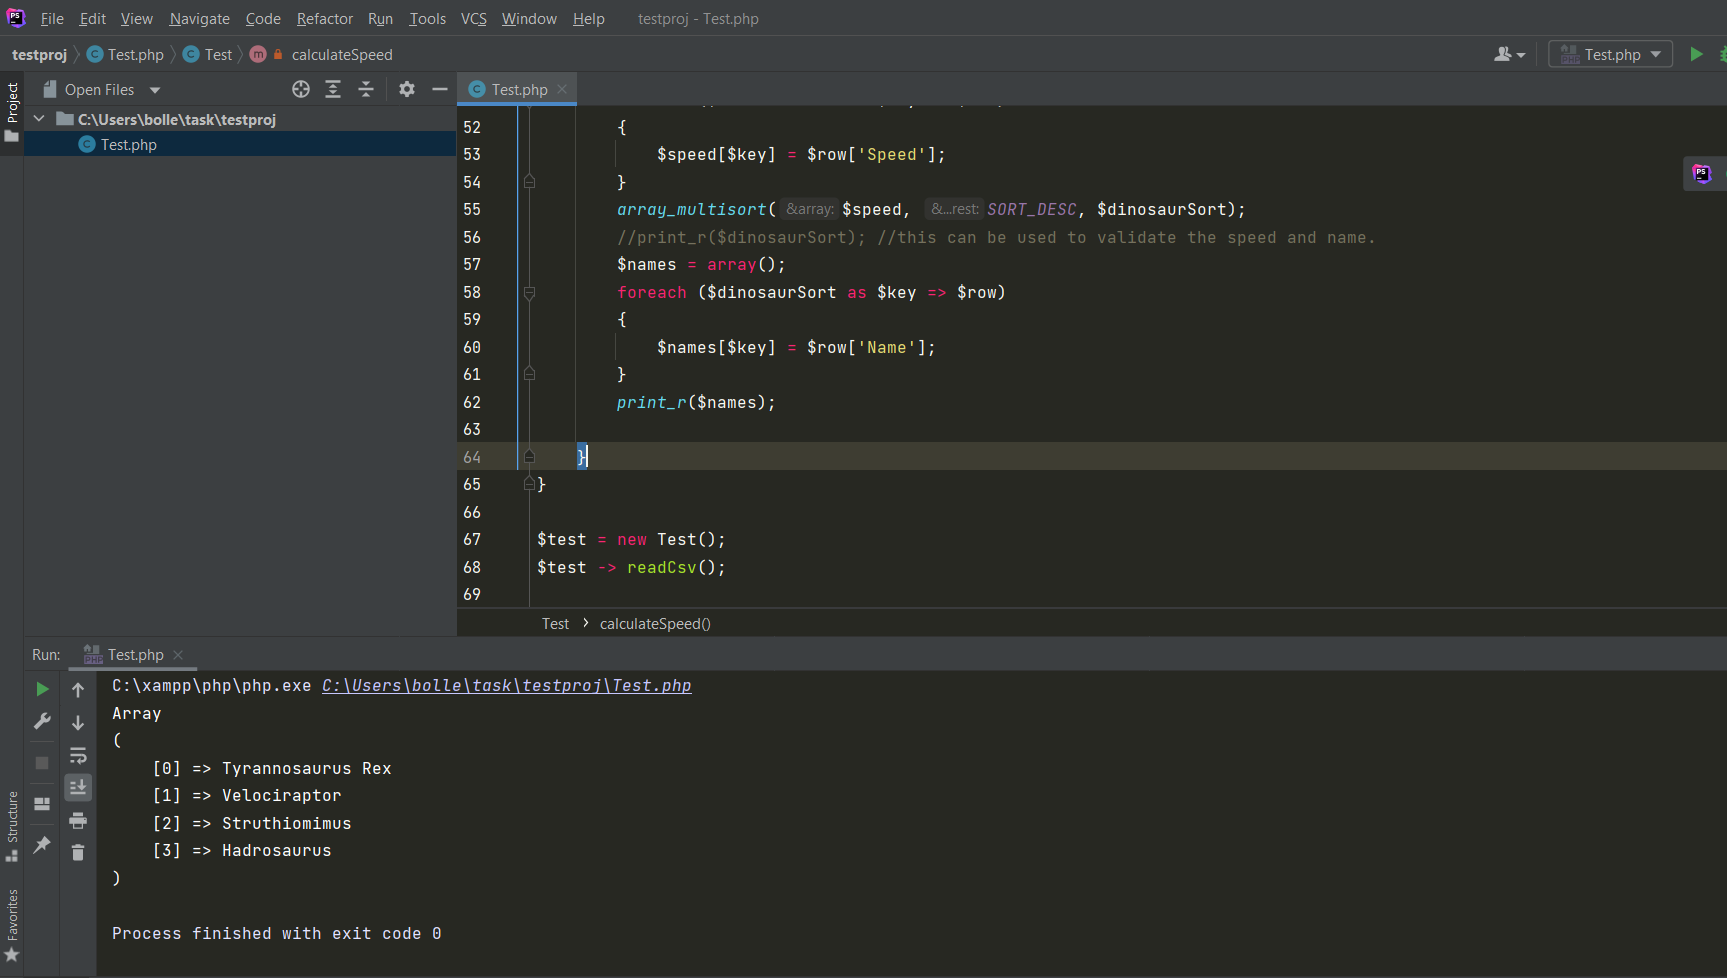 PS File Edit View Navigate Code Refactor Run Tools VCS Window Help testproj - Test.php
testproj Test.php Test m calculateSpeed Test.php
Project
Open Files
Test.php
C:\Users\bolle\task\testproj
Test.php
52 {
53 $speed[$key] = $row['Speed'];
54 }
55 array_multisort( &array: $speed, &...rest: SORT_DESC, $dinosaurSort);
56 //print_r($dinosaurSort); //this can be used to validate the speed and name.
57 $names = array();
58 foreach ($dinosaurSort as $key => $row)
59 {
60 $names[$key] = $row['Name'];
61 }
62 print_r($names);
63
64 }
65 }
66
67 $test = new Test();
68 $test -> readCsv();
69
Test › calculateSpeed()
Run: Test.php
C:\xampp\php\php.exe C:\Users\bolle\task\testproj\Test.php
Array
(
[0] => Tyrannosaurus Rex
[1] => Velociraptor
[2] => Struthiomimus
[3] => Hadrosaurus
)
Process finished with exit code 0
Structure
Favorites
PS